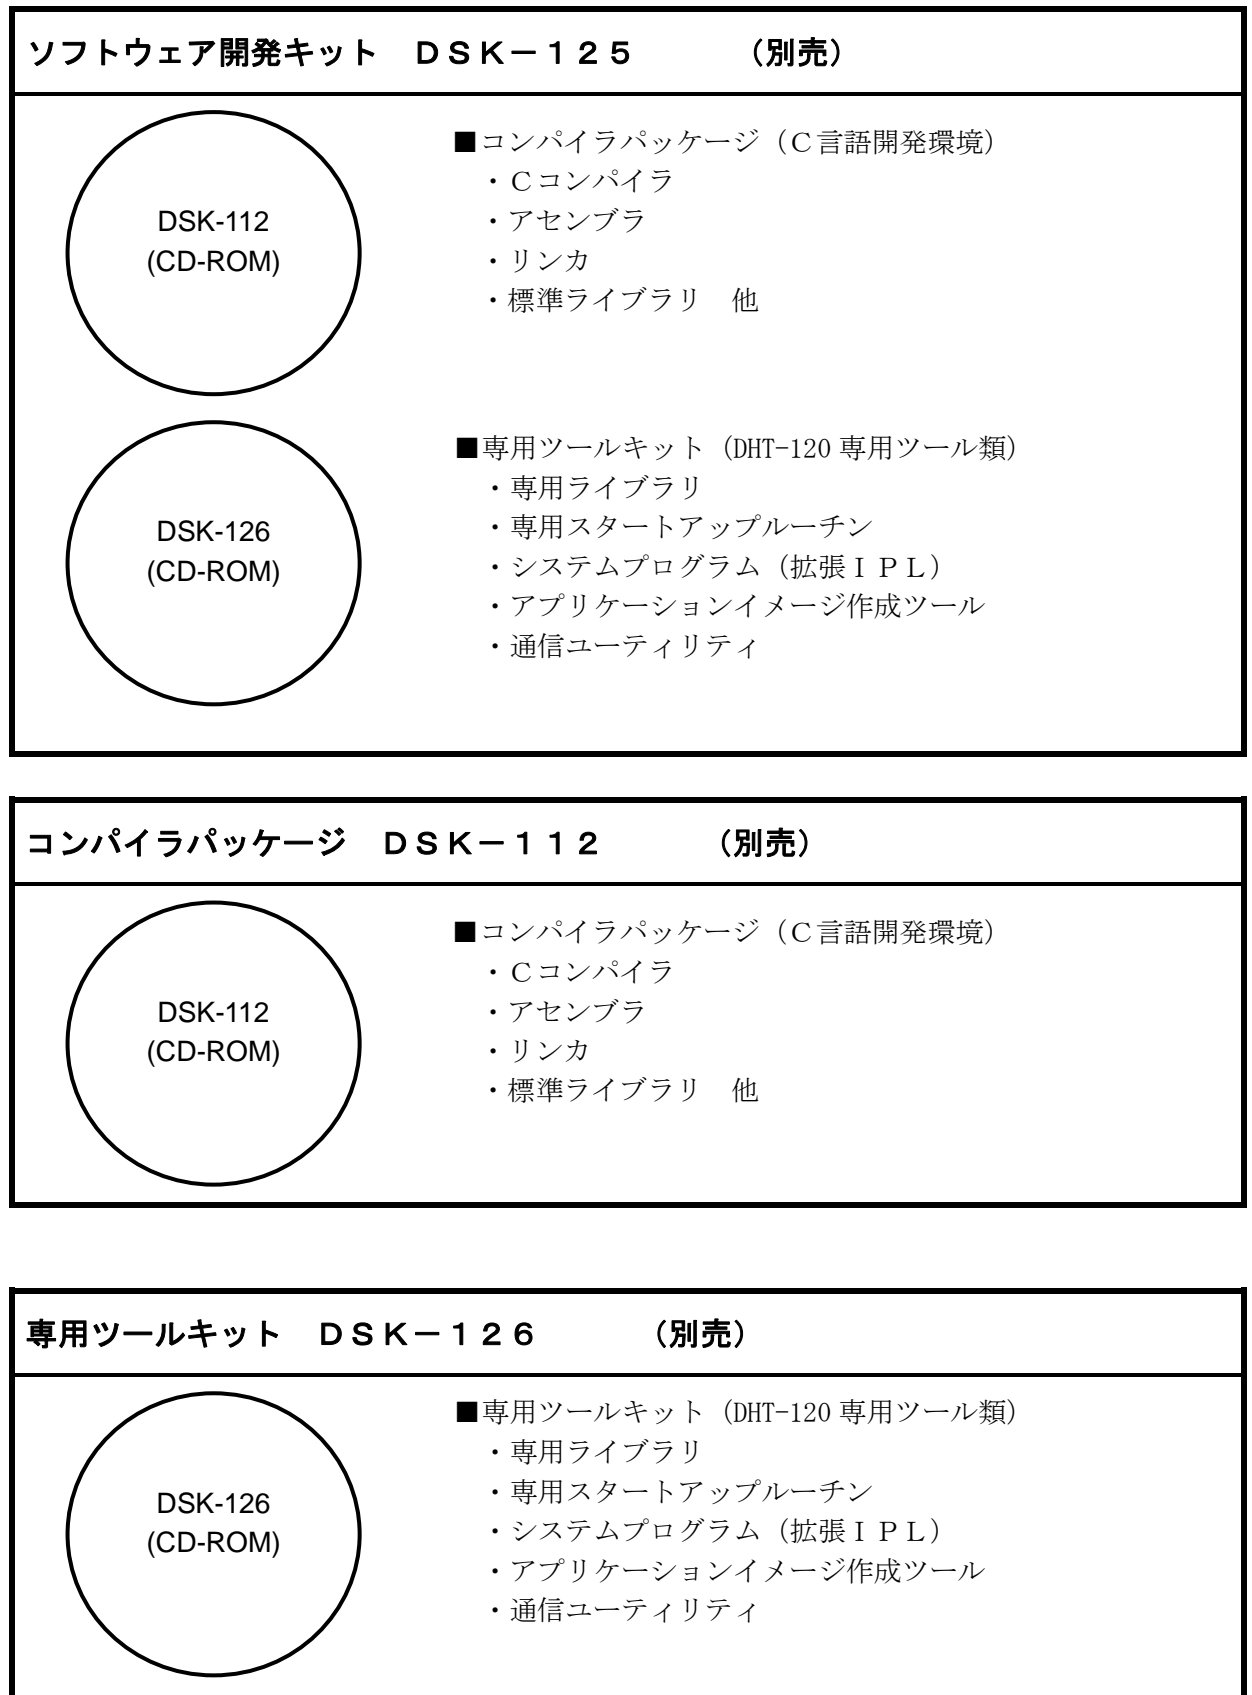 ソフトウェア開発キット　ＤＳＫ－１２５　　　（別売）
DSK-112
(CD-ROM)
■コンパイラパッケージ（Ｃ言語開発環境）
・Ｃコンパイラ
・アセンブラ
・リンカ
・標準ライブラリ　他
DSK-126
(CD-ROM)
■専用ツールキット（DHT-120 専用ツール類）
・専用ライブラリ
・専用スタートアップルーチン
・システムプログラム（拡張ＩＰＬ）
・アプリケーションイメージ作成ツール
・通信ユーティリティ
コンパイラパッケージ　ＤＳＫ－１１２　　　（別売）
DSK-112
(CD-ROM)
■コンパイラパッケージ（Ｃ言語開発環境）
・Ｃコンパイラ
・アセンブラ
・リンカ
・標準ライブラリ　他
専用ツールキット　ＤＳＫ－１２６　　　（別売）
DSK-126
(CD-ROM)
■専用ツールキット（DHT-120 専用ツール類）
・専用ライブラリ
・専用スタートアップルーチン
・システムプログラム（拡張ＩＰＬ）
・アプリケーションイメージ作成ツール
・通信ユーティリティ